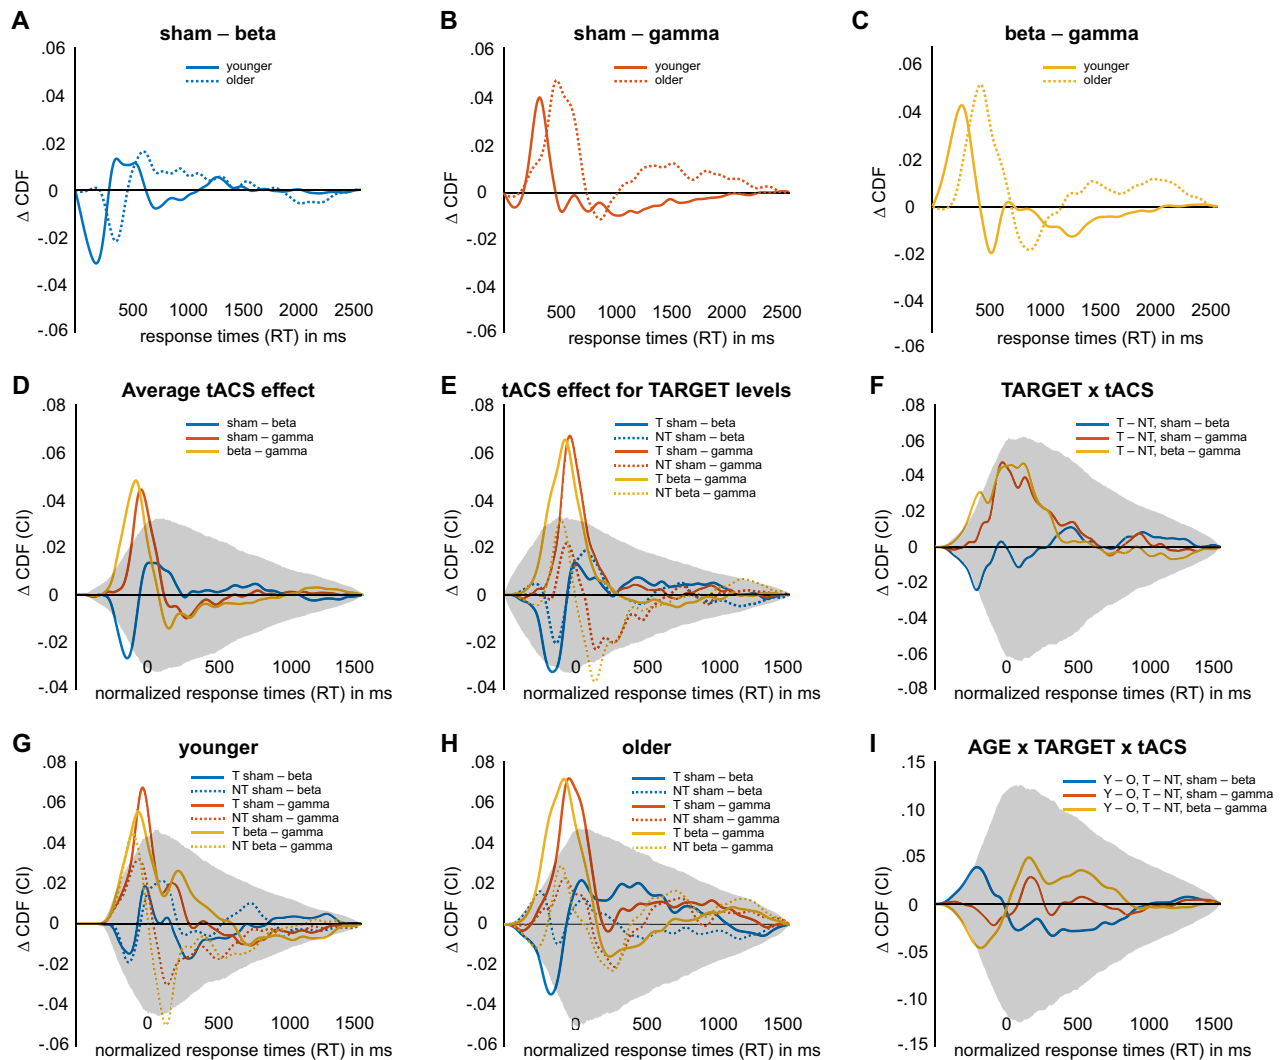 A
sham – beta
younger
older
.06
.04
.02
0
-.02
-.04
-.06
Δ CDF
500 1000 1500 2000 2500
response times (RT) in ms
B
sham – gamma
younger
older
.06
.04
.02
0
-.02
-.04
-.06
Δ CDF
500 1000 1500 2000 2500
response times (RT) in ms
C
beta – gamma
younger
older
.06
.04
.02
0
-.02
-.04
-.06
Δ CDF
500 1000 1500 2000 2500
response times (RT) in ms
D
Average tACS effect
sham – beta
sham – gamma
beta – gamma
.08
.06
.04
.02
0
-.02
-.04
Δ CDF (CI)
0 500 1000 1500
normalized response times (RT) in ms
E
tACS effect for TARGET levels
T sham – beta
NT sham – beta
T sham – gamma
NT sham – gamma
T beta – gamma
NT beta – gamma
.08
.06
.04
.02
0
-.02
-.04
Δ CDF (CI)
0 500 1000 1500
normalized response times (RT) in ms
F
TARGET x tACS
T – NT, sham – beta
T – NT, sham – gamma
T – NT, beta – gamma
.08
.06
.04
.02
0
-.02
-.04
-.06
-.08
Δ CDF (CI)
0 500 1000 1500
normalized response times (RT) in ms
G
younger
T sham – beta
NT sham – beta
T sham – gamma
NT sham – gamma
T beta – gamma
NT beta – gamma
.08
.06
.04
.02
0
-.02
-.04
-.06
Δ CDF (CI)
0 500 1000 1500
normalized response times (RT) in ms
H
older
T sham – beta
NT sham – beta
T sham – gamma
NT sham – gamma
T beta – gamma
NT beta – gamma
.08
.06
.04
.02
0
-.02
-.04
-.06
Δ CDF (CI)
0 500 1000 1500
normalized response times (RT) in ms
I
AGE x TARGET x tACS
Y – O, T – NT, sham – beta
Y – O, T – NT, sham – gamma
Y – O, T – NT, beta – gamma
.15
.10
.05
0
-.05
-.10
-.15
Δ CDF (CI)
0 500 1000 1500
normalized response times (RT) in ms